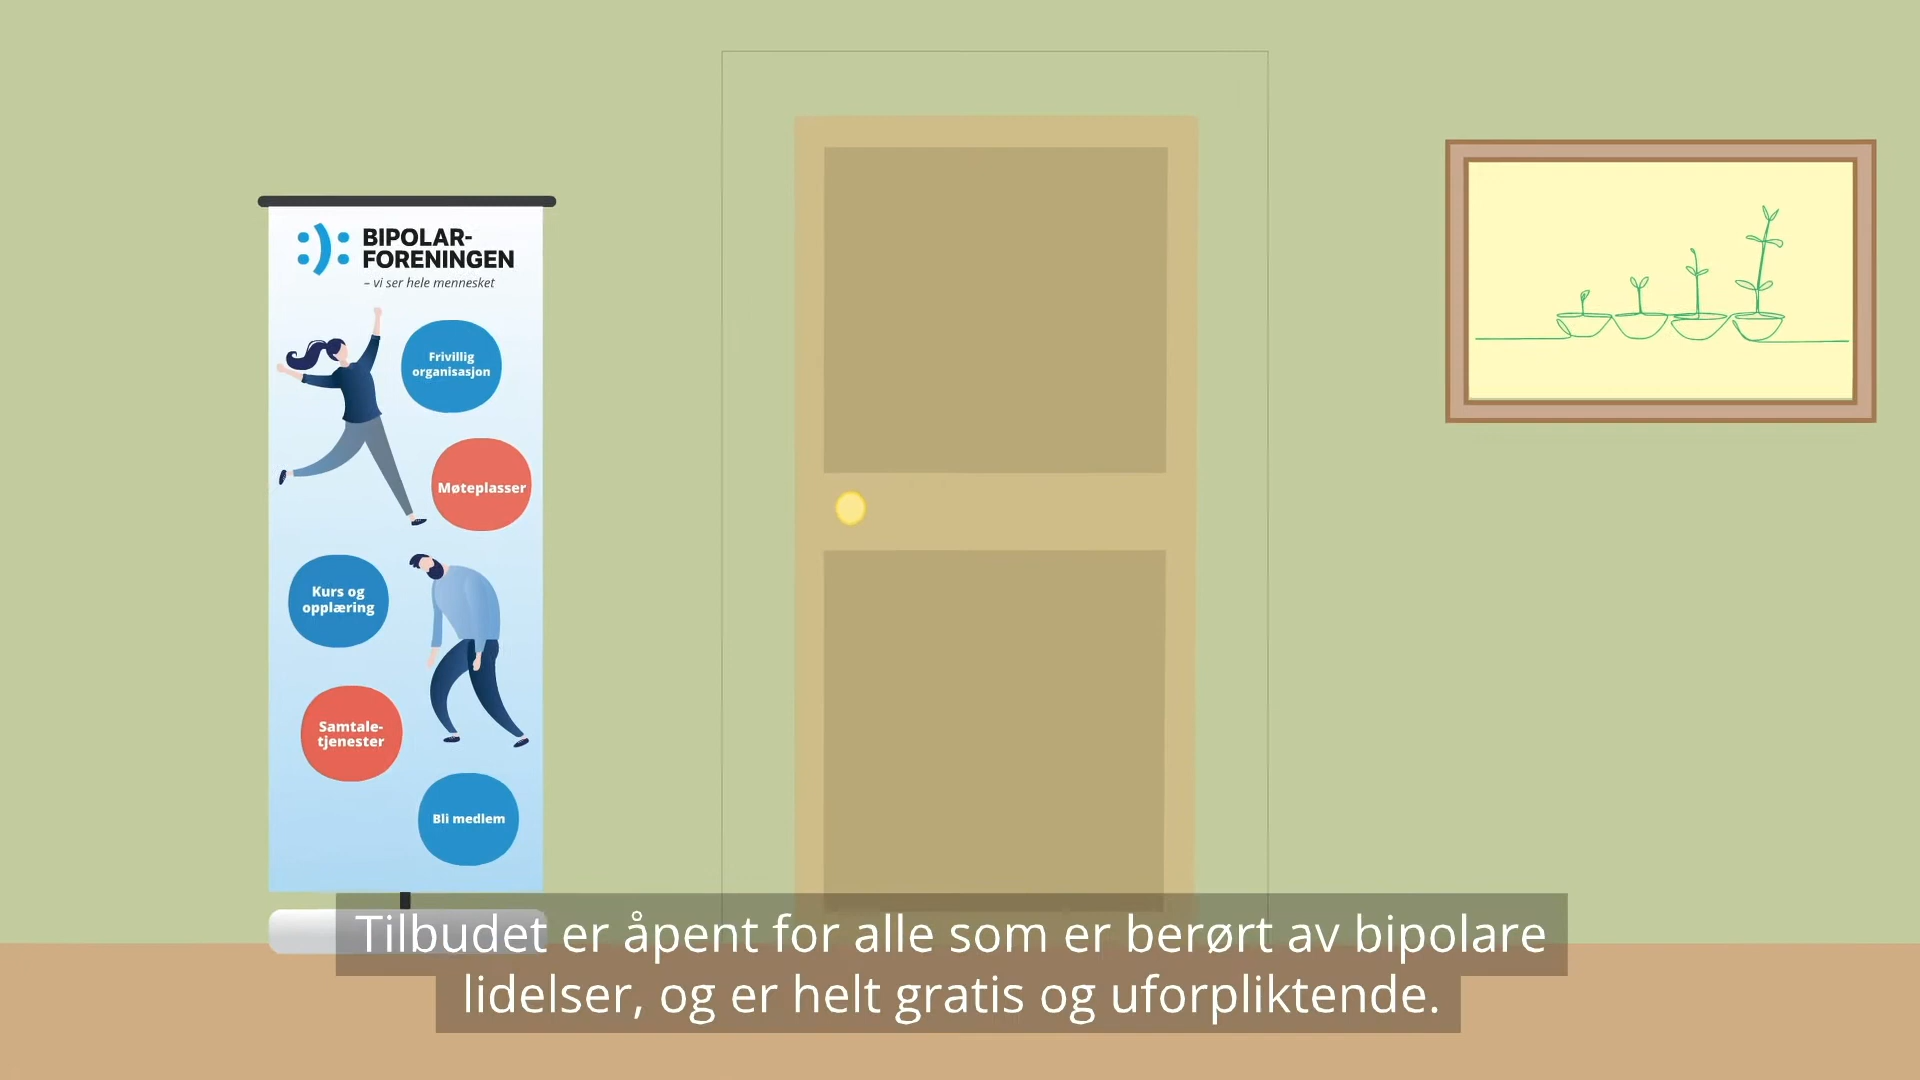 BIPOLAR-
FORENINGEN
– vi ser hele mennesket
Frivillig
organisasjon
Møteplasser
Kurs og
opplæring
Samtale-
tjenester
Bli medlem
Tilbudet er åpent for alle som er berørt av bipolare
lidelser, og er helt gratis og uforpliktende.